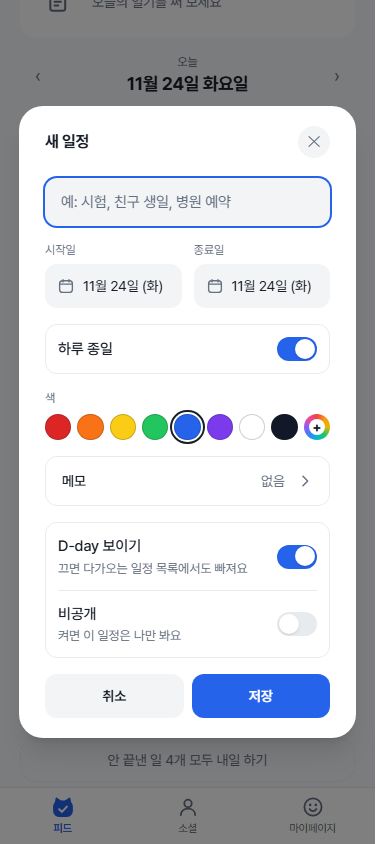 오늘의 일기를 써 보세요
오늘
11월 24일 화요일
새 일정
예: 시험, 친구 생일, 병원 예약
시작일
종료일
11월 24일 (화)
11월 24일 (화)
하루 종일
색
메모
없음
D-day 보이기
끄면 다가오는 일정 목록에서도 빠져요
비공개
켜면 이 일정은 나만 봐요
취소
저장
안 끝낸 일 4개 모두 내일 하기
피드
소셜
마이페이지